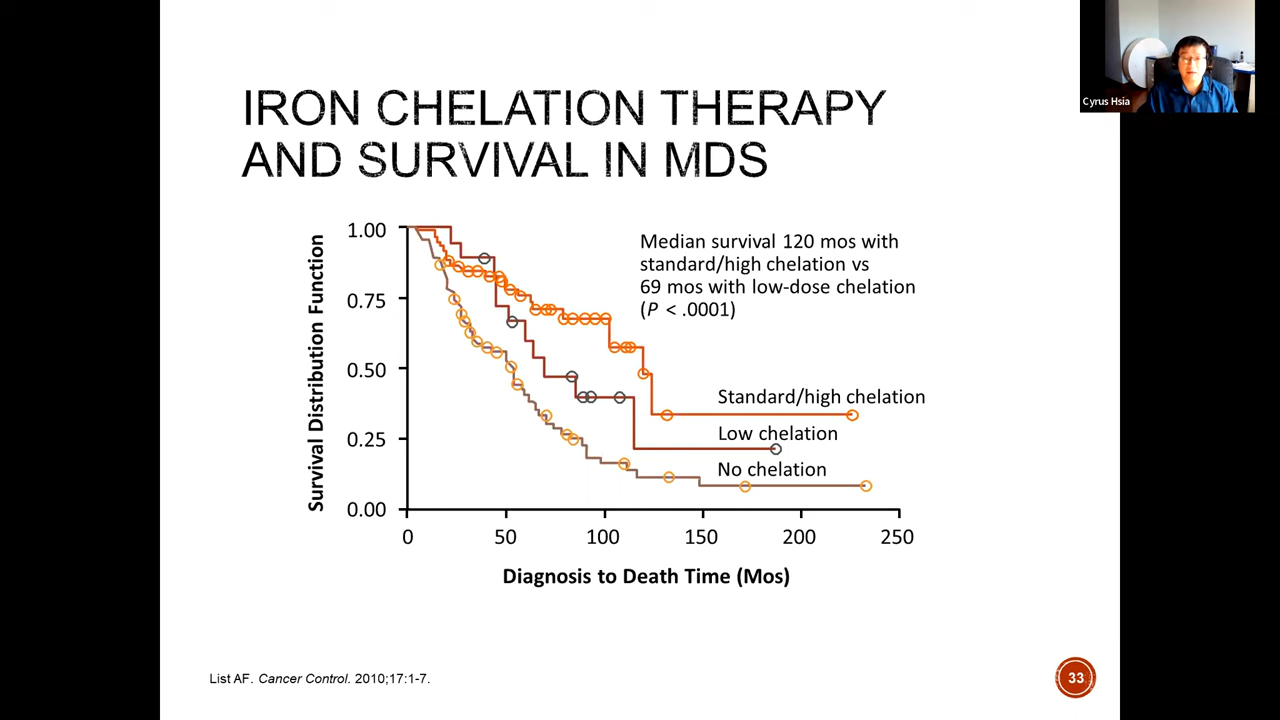 Cyrus Hsia
IRON CHELATION THERAPY
AND SURVIVAL IN MDS
Survival Distribution Function
1.00
0.75
0.50
0.25
0.00
Median survival 120 mos with
standard/high chelation vs
69 mos with low-dose chelation
(P < .0001)
Standard/high chelation
Low chelation
No chelation
0 50 100 150 200 250
Diagnosis to Death Time (Mos)
List AF. Cancer Control. 2010;17:1-7.
33